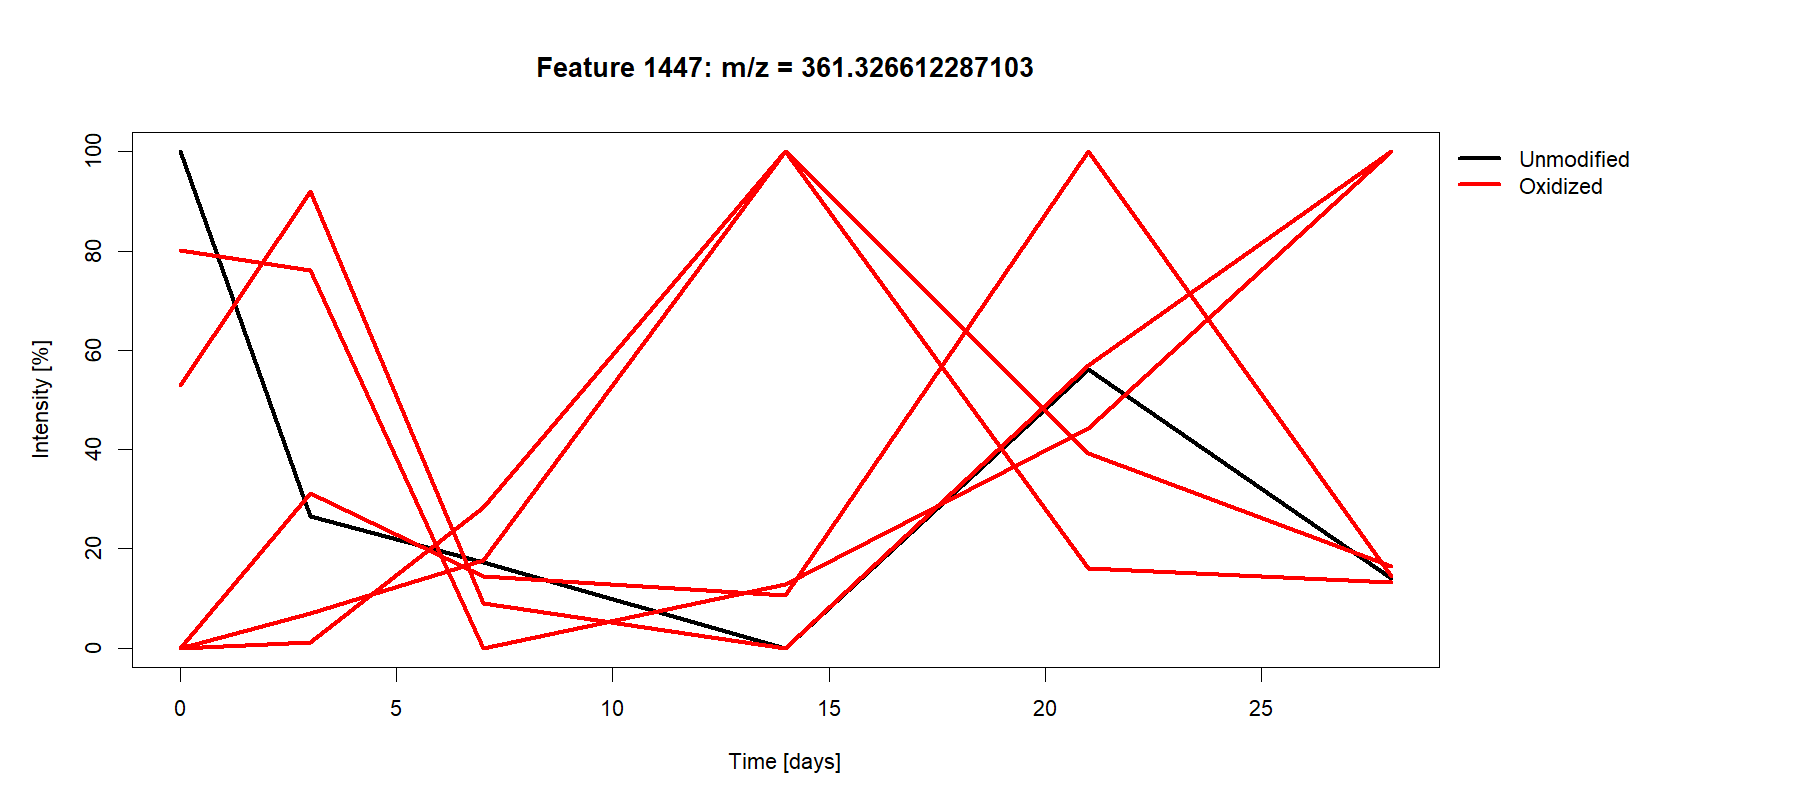 Feature 1447: m/z = 361.326612287103
Unmodified
Oxidized
Intensity [%]
100
80
60
40
20
0
0 5 10 15 20 25
Time [days]